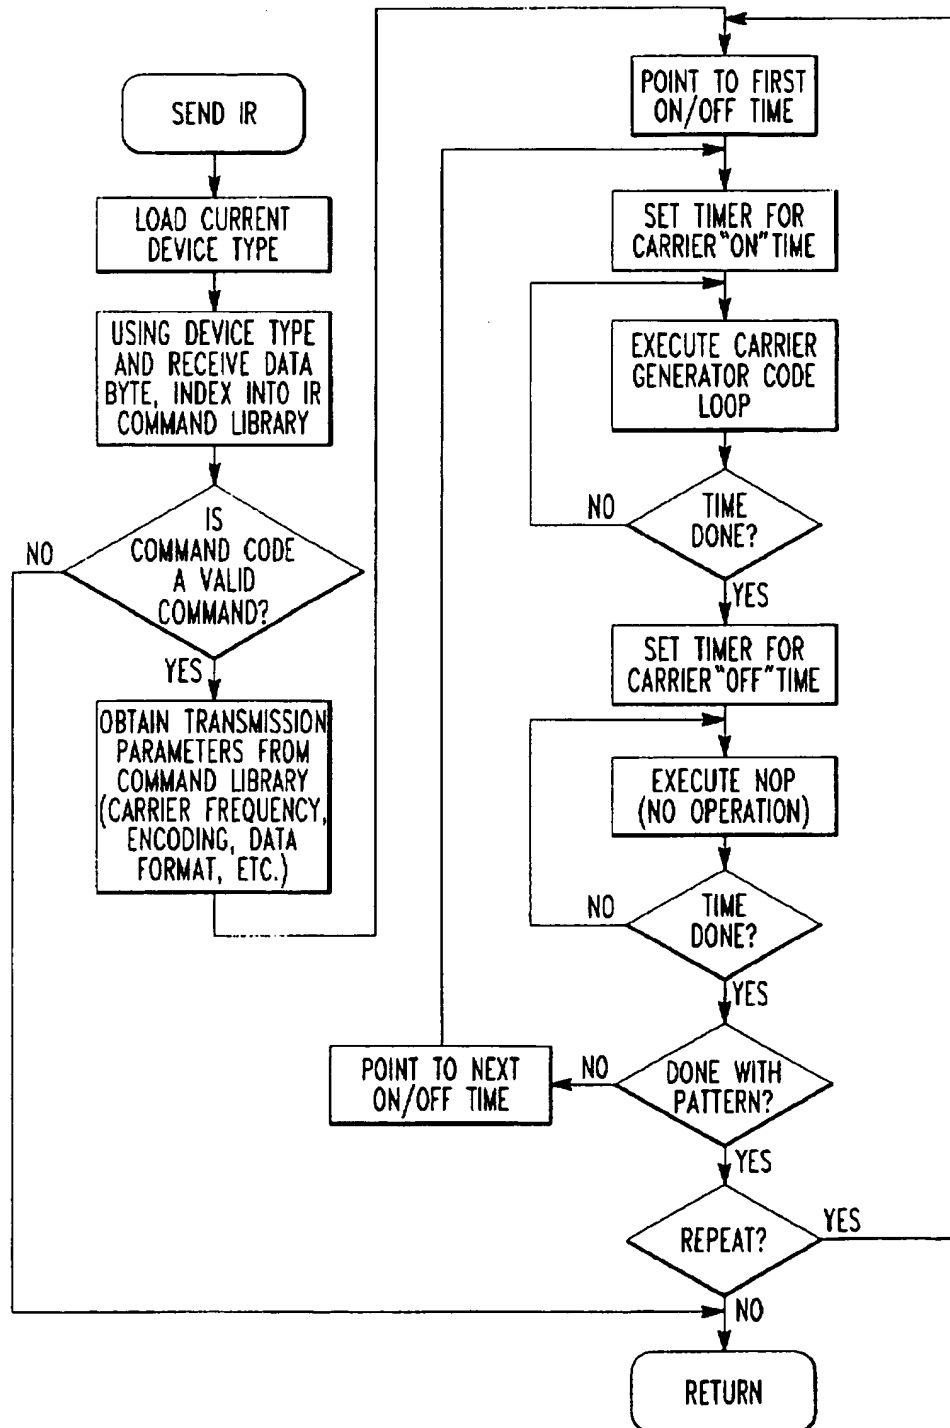 SEND IR
LOAD CURRENT
DEVICE TYPE
USING DEVICE TYPE
AND RECEIVE DATA
BYTE, INDEX INTO IR
COMMAND LIBRARY
IS
COMMAND CODE
A VALID
COMMAND?
NO
YES
OBTAIN TRANSMISSION
PARAMETERS FROM
COMMAND LIBRARY
(CARRIER FREQUENCY,
ENCODING, DATA
FORMAT, ETC.)
POINT TO FIRST
ON/OFF TIME
SET TIMER FOR
CARRIER "ON" TIME
EXECUTE CARRIER
GENERATOR CODE
LOOP
TIME
DONE?
NO
YES
SET TIMER FOR
CARRIER "OFF" TIME
EXECUTE NOP
(NO OPERATION)
TIME
DONE?
NO
YES
DONE WITH
PATTERN?
NO
POINT TO NEXT
ON/OFF TIME
YES
REPEAT?
YES
NO
RETURN